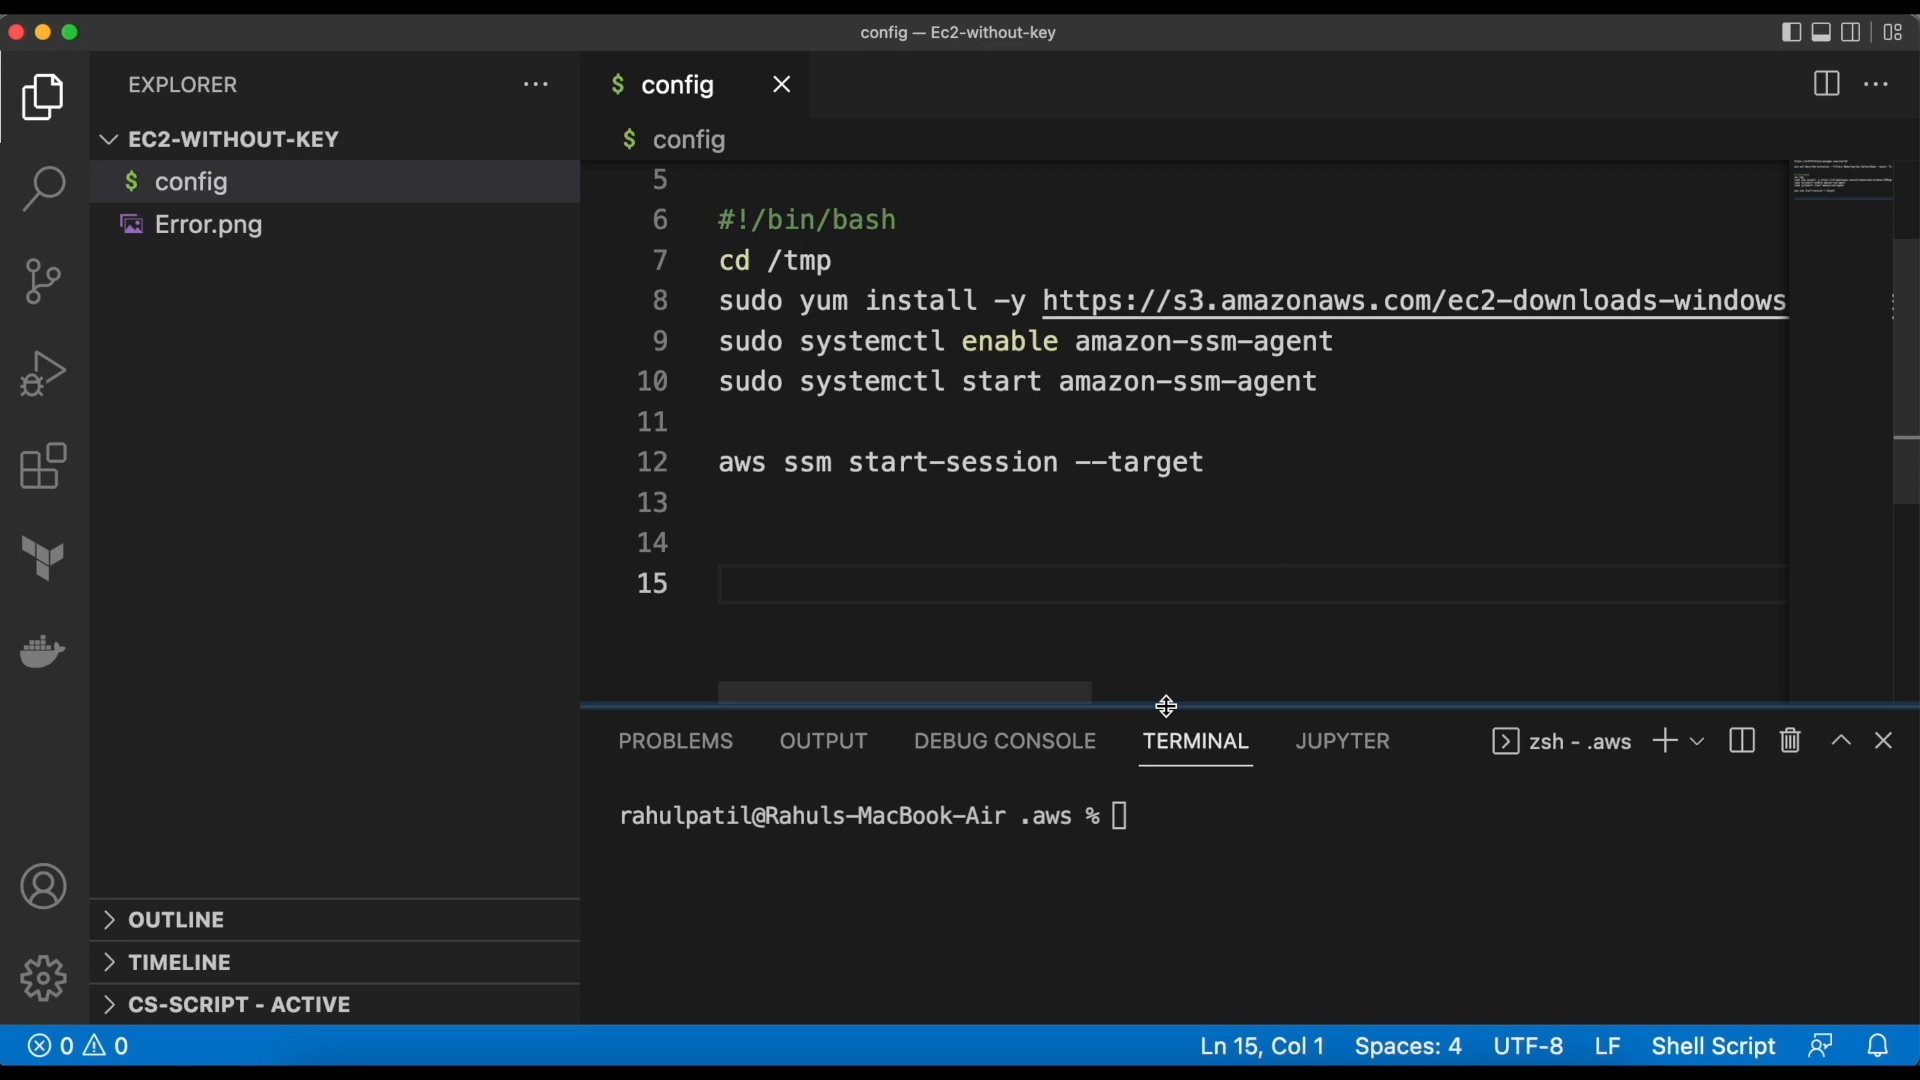 config — Ec2-without-key
EXPLORER
EC2-WITHOUT-KEY
$ config
Error.png
OUTLINE
TIMELINE
CS-SCRIPT - ACTIVE
$ config
$ config
5
6 #!/bin/bash
7 cd /tmp
8 sudo yum install -y https://s3.amazonaws.com/ec2-downloads-windows
9 sudo systemctl enable amazon-ssm-agent
10 sudo systemctl start amazon-ssm-agent
11
12 aws ssm start-session --target
13
14
15
PROBLEMS OUTPUT DEBUG CONSOLE TERMINAL JUPYTER zsh - .aws
rahulpatil@Rahuls-MacBook-Air .aws %
0 0 Ln 15, Col 1 Spaces: 4 UTF-8 LF Shell Script